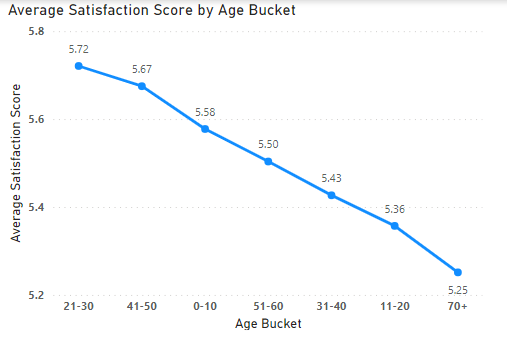 Average Satisfaction Score by Age Bucket
5.8
5.6
5.4
5.2
Average Satisfaction Score
5.72
5.67
5.58
5.50
5.43
5.36
5.25
21-30 41-50 0-10 51-60 31-40 11-20 70+
Age Bucket